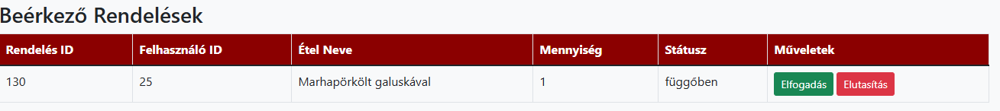 Beérkező Rendelések
Rendelés ID Felhasználó ID Étel Neve Mennyiség Státusz Műveletek
130 25 Marhapörkölt galuskával 1 függőben Elfogadás Elutasítás